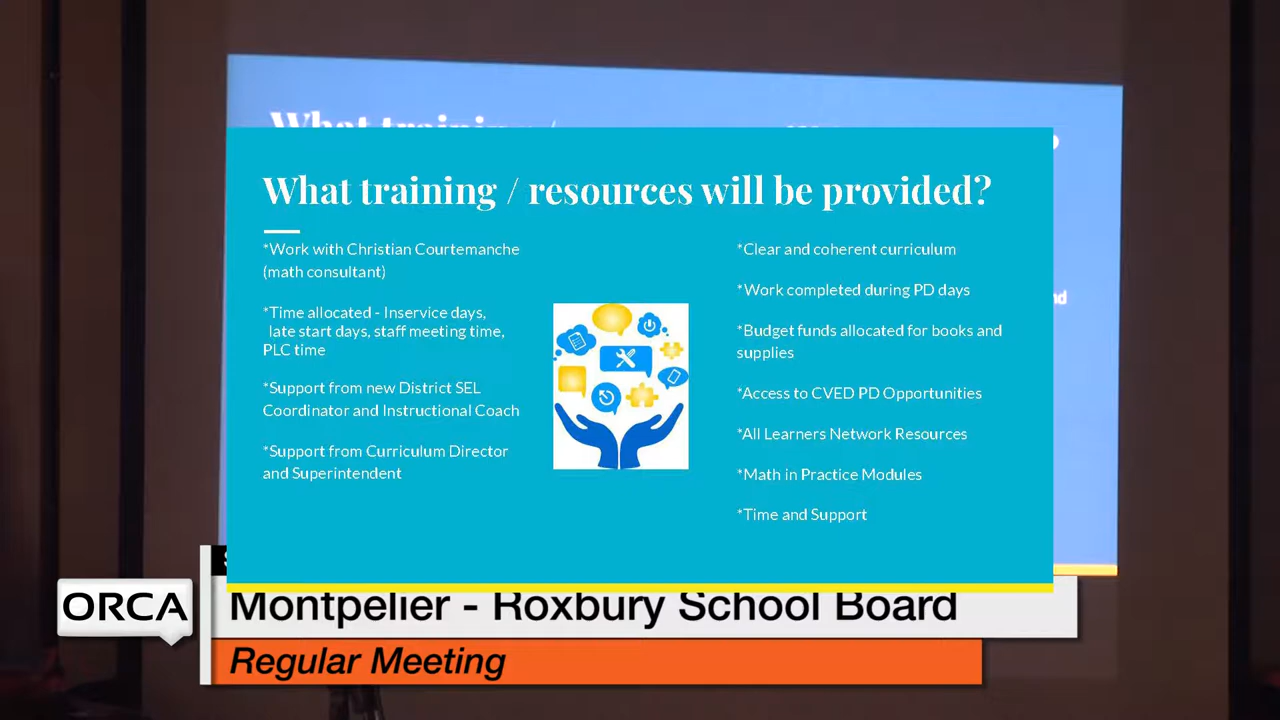 What training /
What training / resources will be provided?
*Work with Christian Courtemanche
(math consultant)
*Time allocated - Inservice days,
late start days, staff meeting time,
PLC time
*Support from new District SEL
Coordinator and Instructional Coach
*Support from Curriculum Director
and Superintendent
*Clear and coherent curriculum
*Work completed during PD days
*Budget funds allocated for books and
supplies
*Access to CVED PD Opportunities
*All Learners Network Resources
*Math in Practice Modules
*Time and Support
ORCA
Montpelier - Roxbury School Board
Regular Meeting